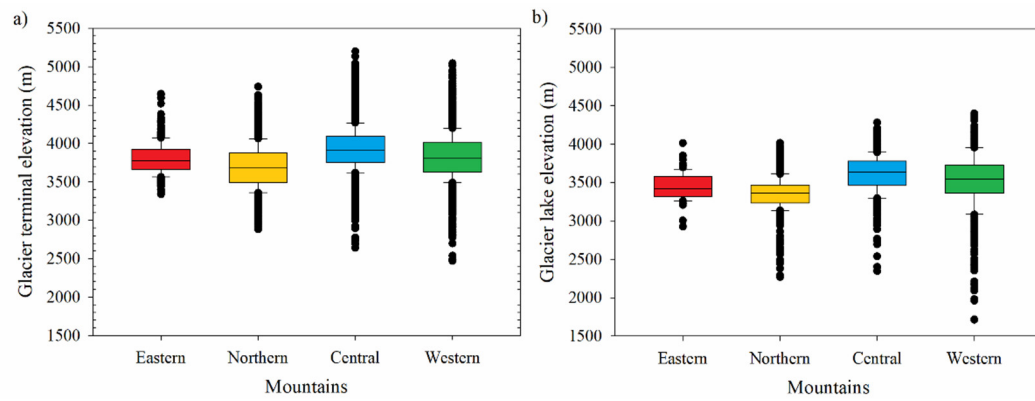 a)
Glacier terminal elevation (m)
5500
5000
4500
4000
3500
3000
2500
2000
1500
Eastern Northern Central Western
Mountains
b)
Glacier lake elevation (m)
5500
5000
4500
4000
3500
3000
2500
2000
1500
Eastern Northern Central Western
Mountains